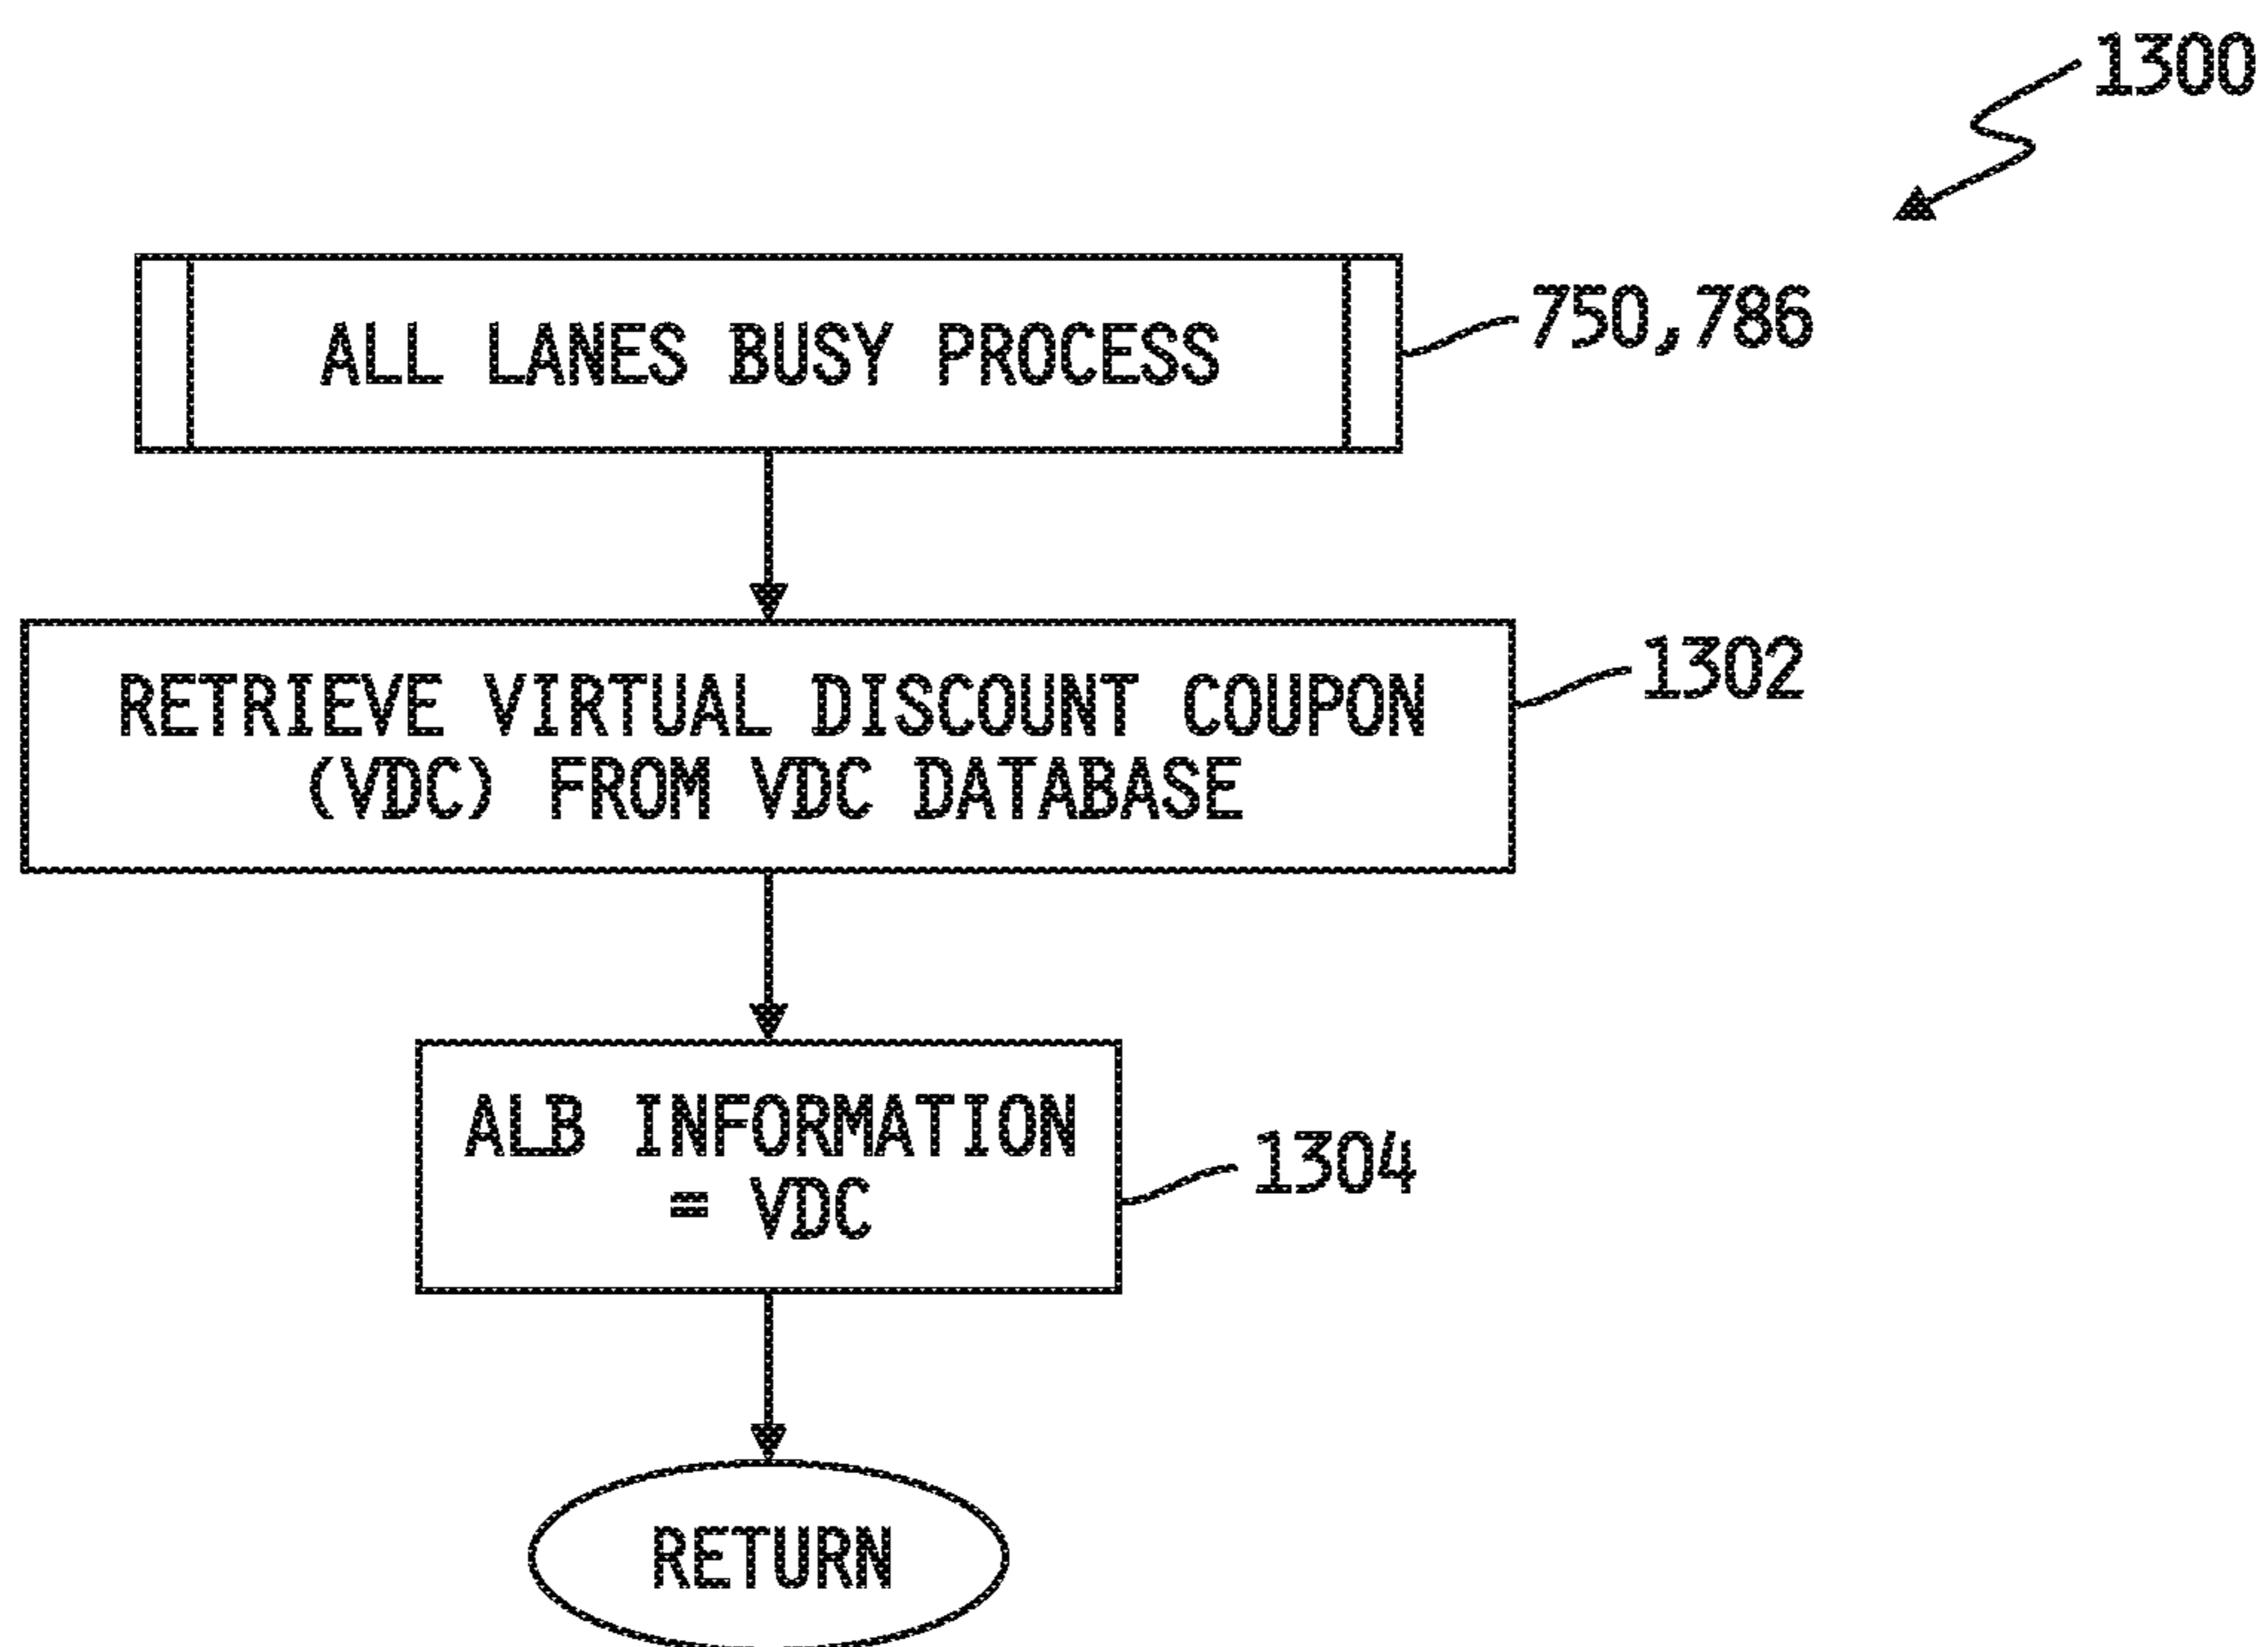 1300
ALL LANES BUSY PROCESS
750,786
RETRIEVE VIRTUAL DISCOUNT COUPON
(VDC) FROM VDC DATABASE
1302
ALB INFORMATION
= VDC
1304
RETURN